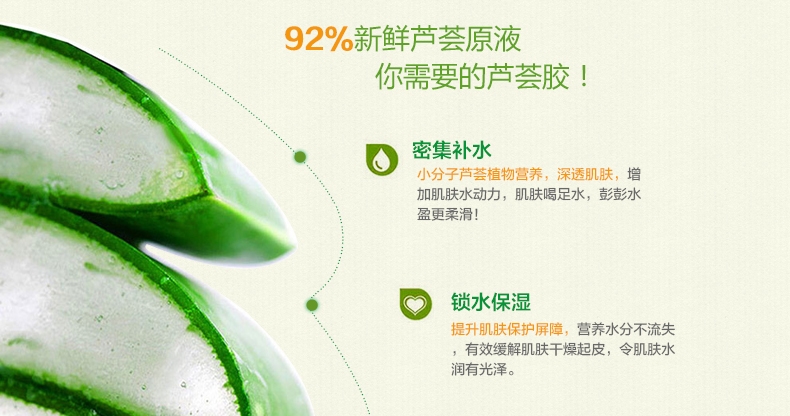 92%新鲜芦荟原液
你需要的芦荟胶！
密集补水
小分子芦荟植物营养，深透肌肤，增
加肌肤水动力，肌肤喝足水，彭彭水
盈更柔滑!
锁水保湿
提升肌肤保护屏障，营养水分不流失
，有效缓解肌肤干燥起皮，令肌肤水
润有光泽。